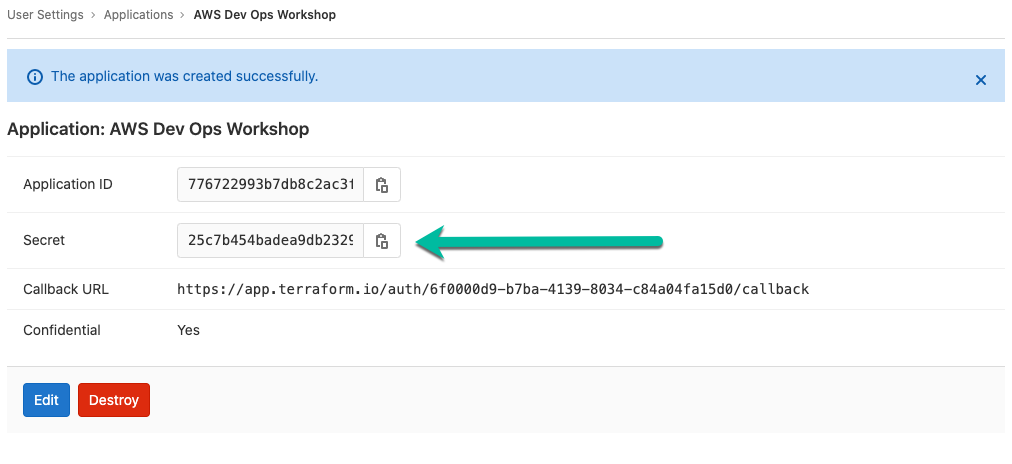 User Settings › Applications › AWS Dev Ops Workshop
The application was created successfully.
Application: AWS Dev Ops Workshop
Application ID 776722993b7db8c2ac3f
Secret 25c7b454badea9db2329
Callback URL https://app.terraform.io/auth/6f0000d9-b7ba-4139-8034-c84a04fa15d0/callback
Confidential Yes
Edit Destroy